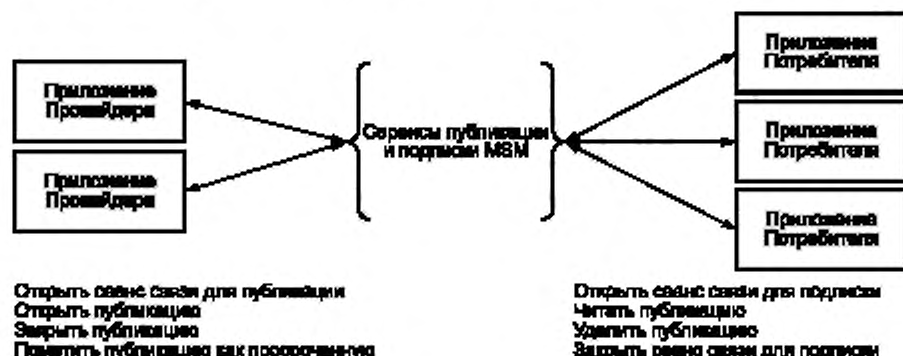 Приложение
Провайдера
Приложение
Провайдера
Сервисы публикации
и подписки MSM
Приложение
Потребителя
Приложение
Потребителя
Приложение
Потребителя
Открыть сеанс связи для публикации
Открыть публикацию
Закрыть публикацию
Пометить публикацию как просроченную
Открыть сеанс связи для подписки
Читать публикацию
Удалить публикацию
Закрыть сеанс связи для подписки